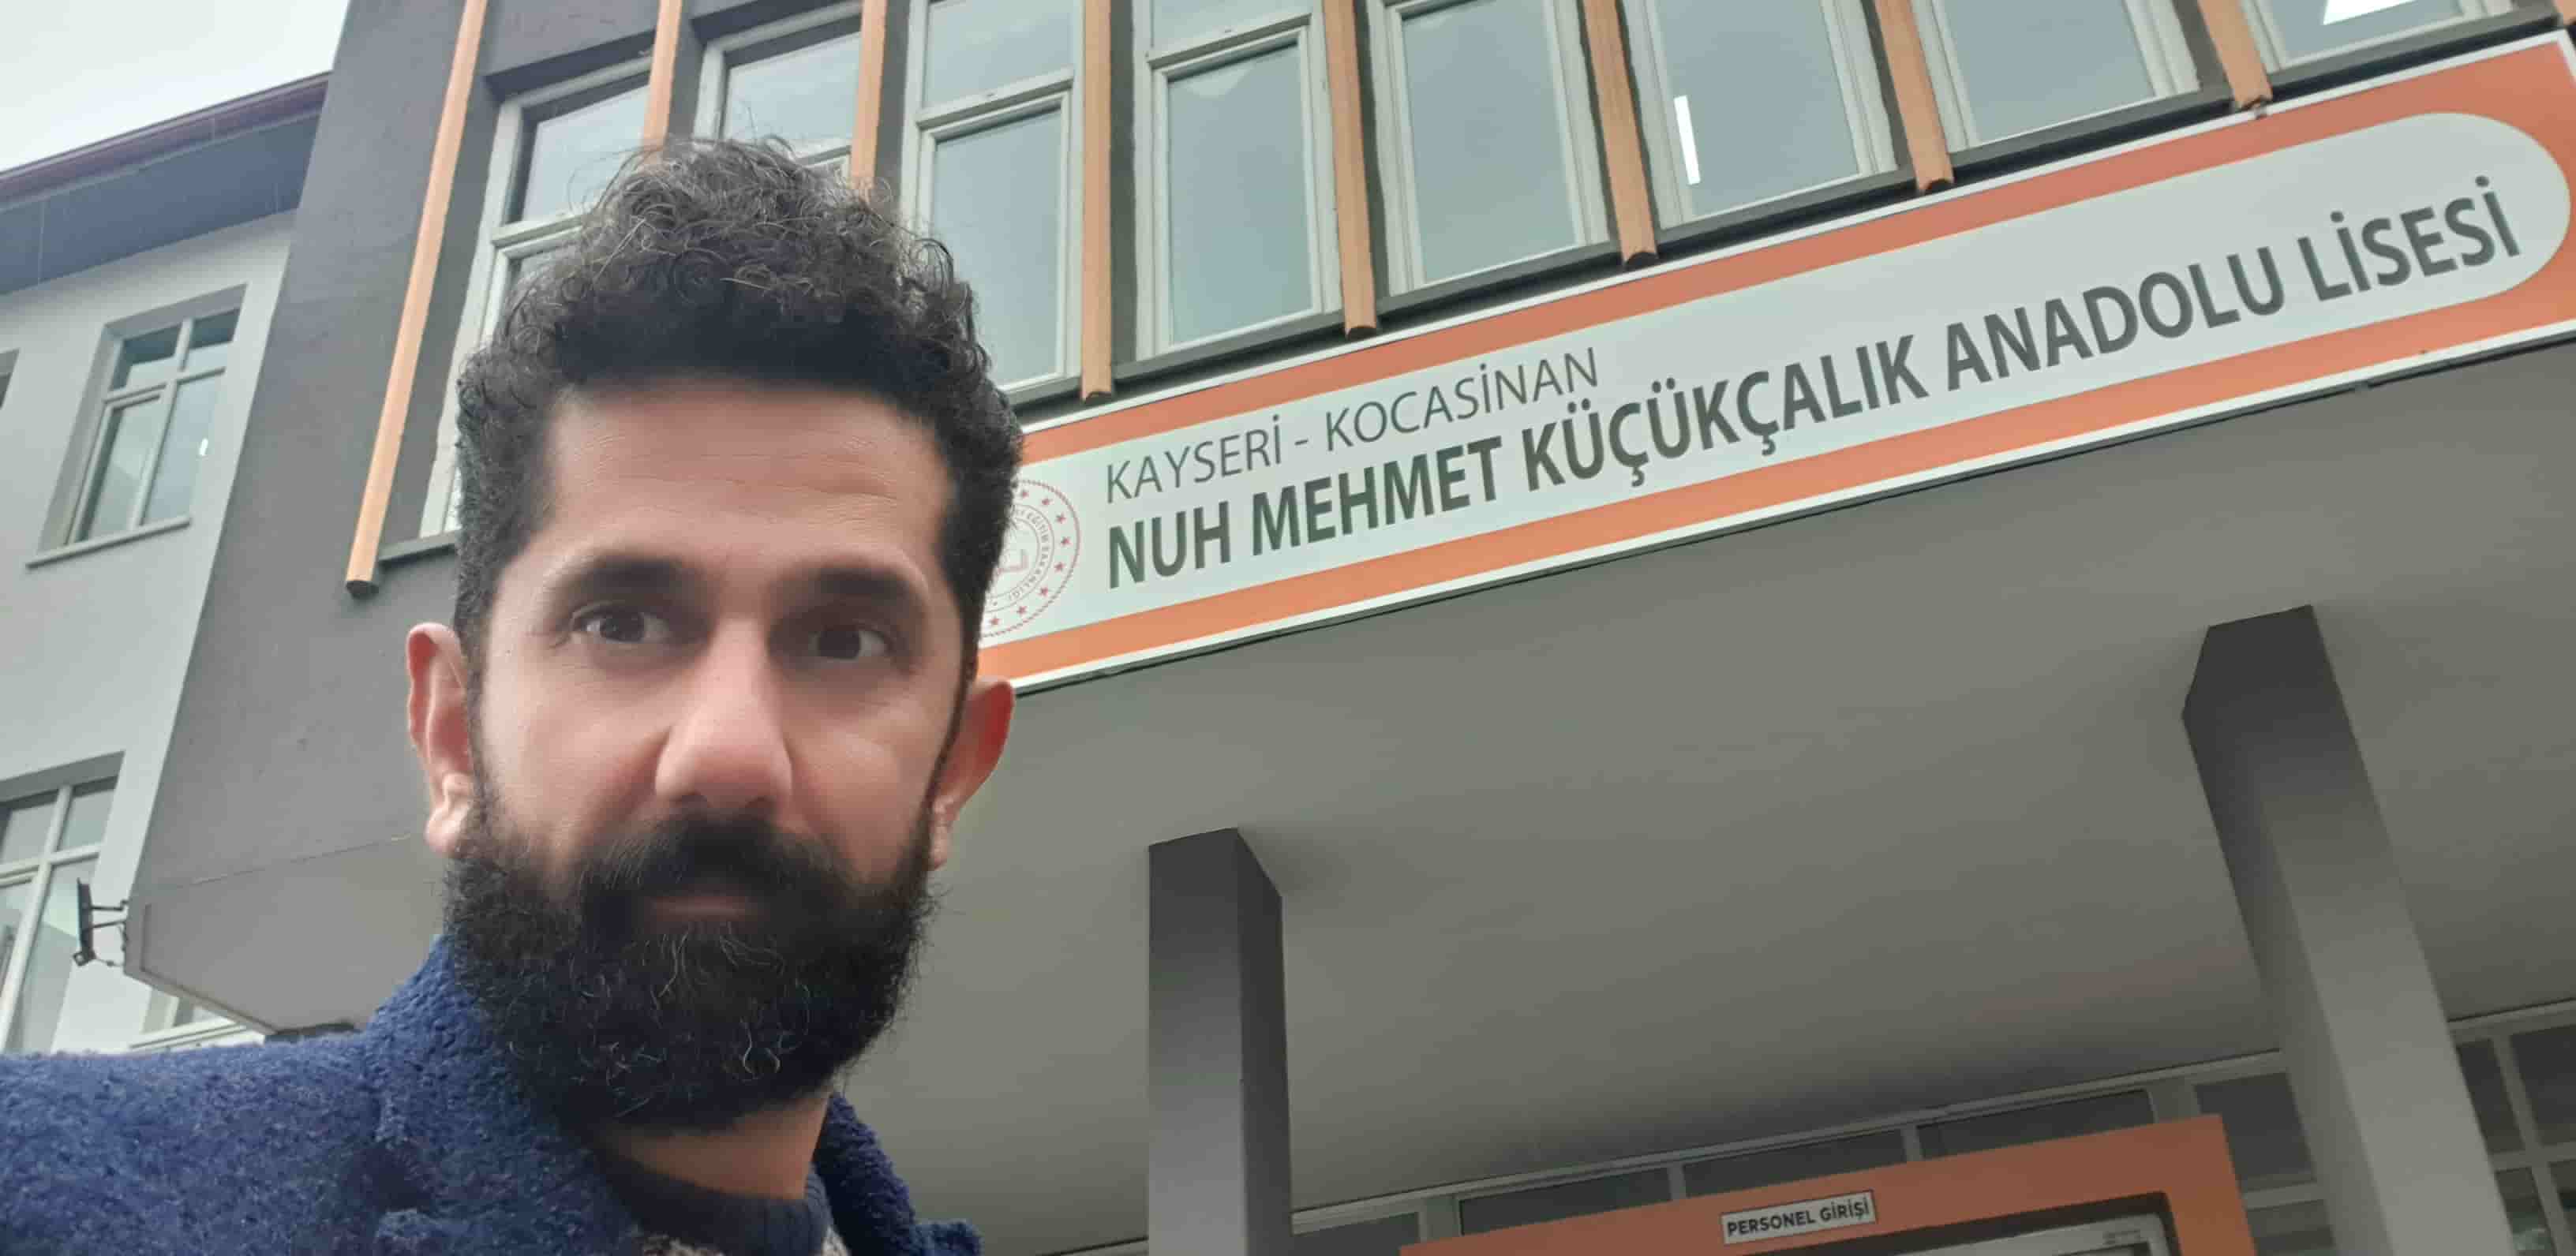 KAYSERİ - KOCASİNAN
NUH MEHMET KÜÇÜKÇALIK ANADOLU LİSESİ
PERSONEL GİRİŞİ